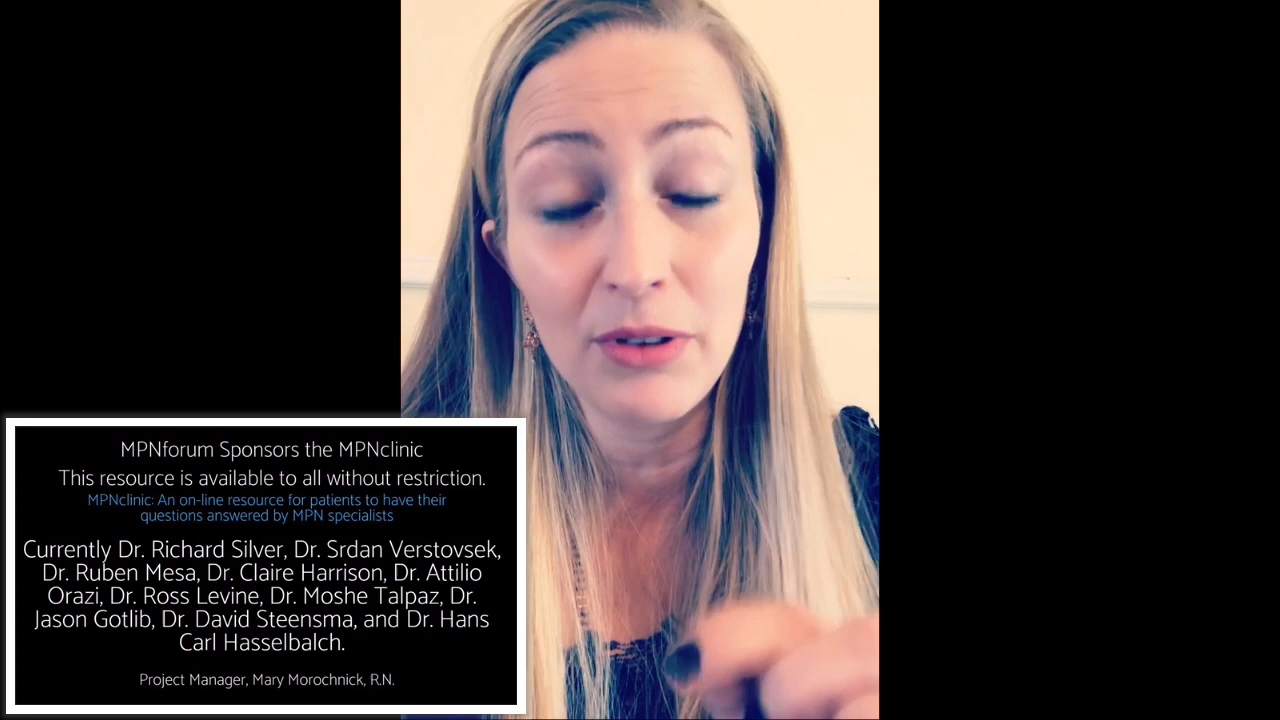 MPNforum Sponsors the MPNclinic
This resource is available to all without restriction.
MPNclinic: An on-line resource for patients to have their
questions answered by MPN specialists
Currently Dr. Richard Silver, Dr. Srdan Verstovsek,
Dr. Ruben Mesa, Dr. Claire Harrison, Dr. Attilio
Orazi, Dr. Ross Levine, Dr. Moshe Talpaz, Dr.
Jason Gotlib, Dr. David Steensma, and Dr. Hans
Carl Hasselbalch.
Project Manager, Mary Morochnick, R.N.